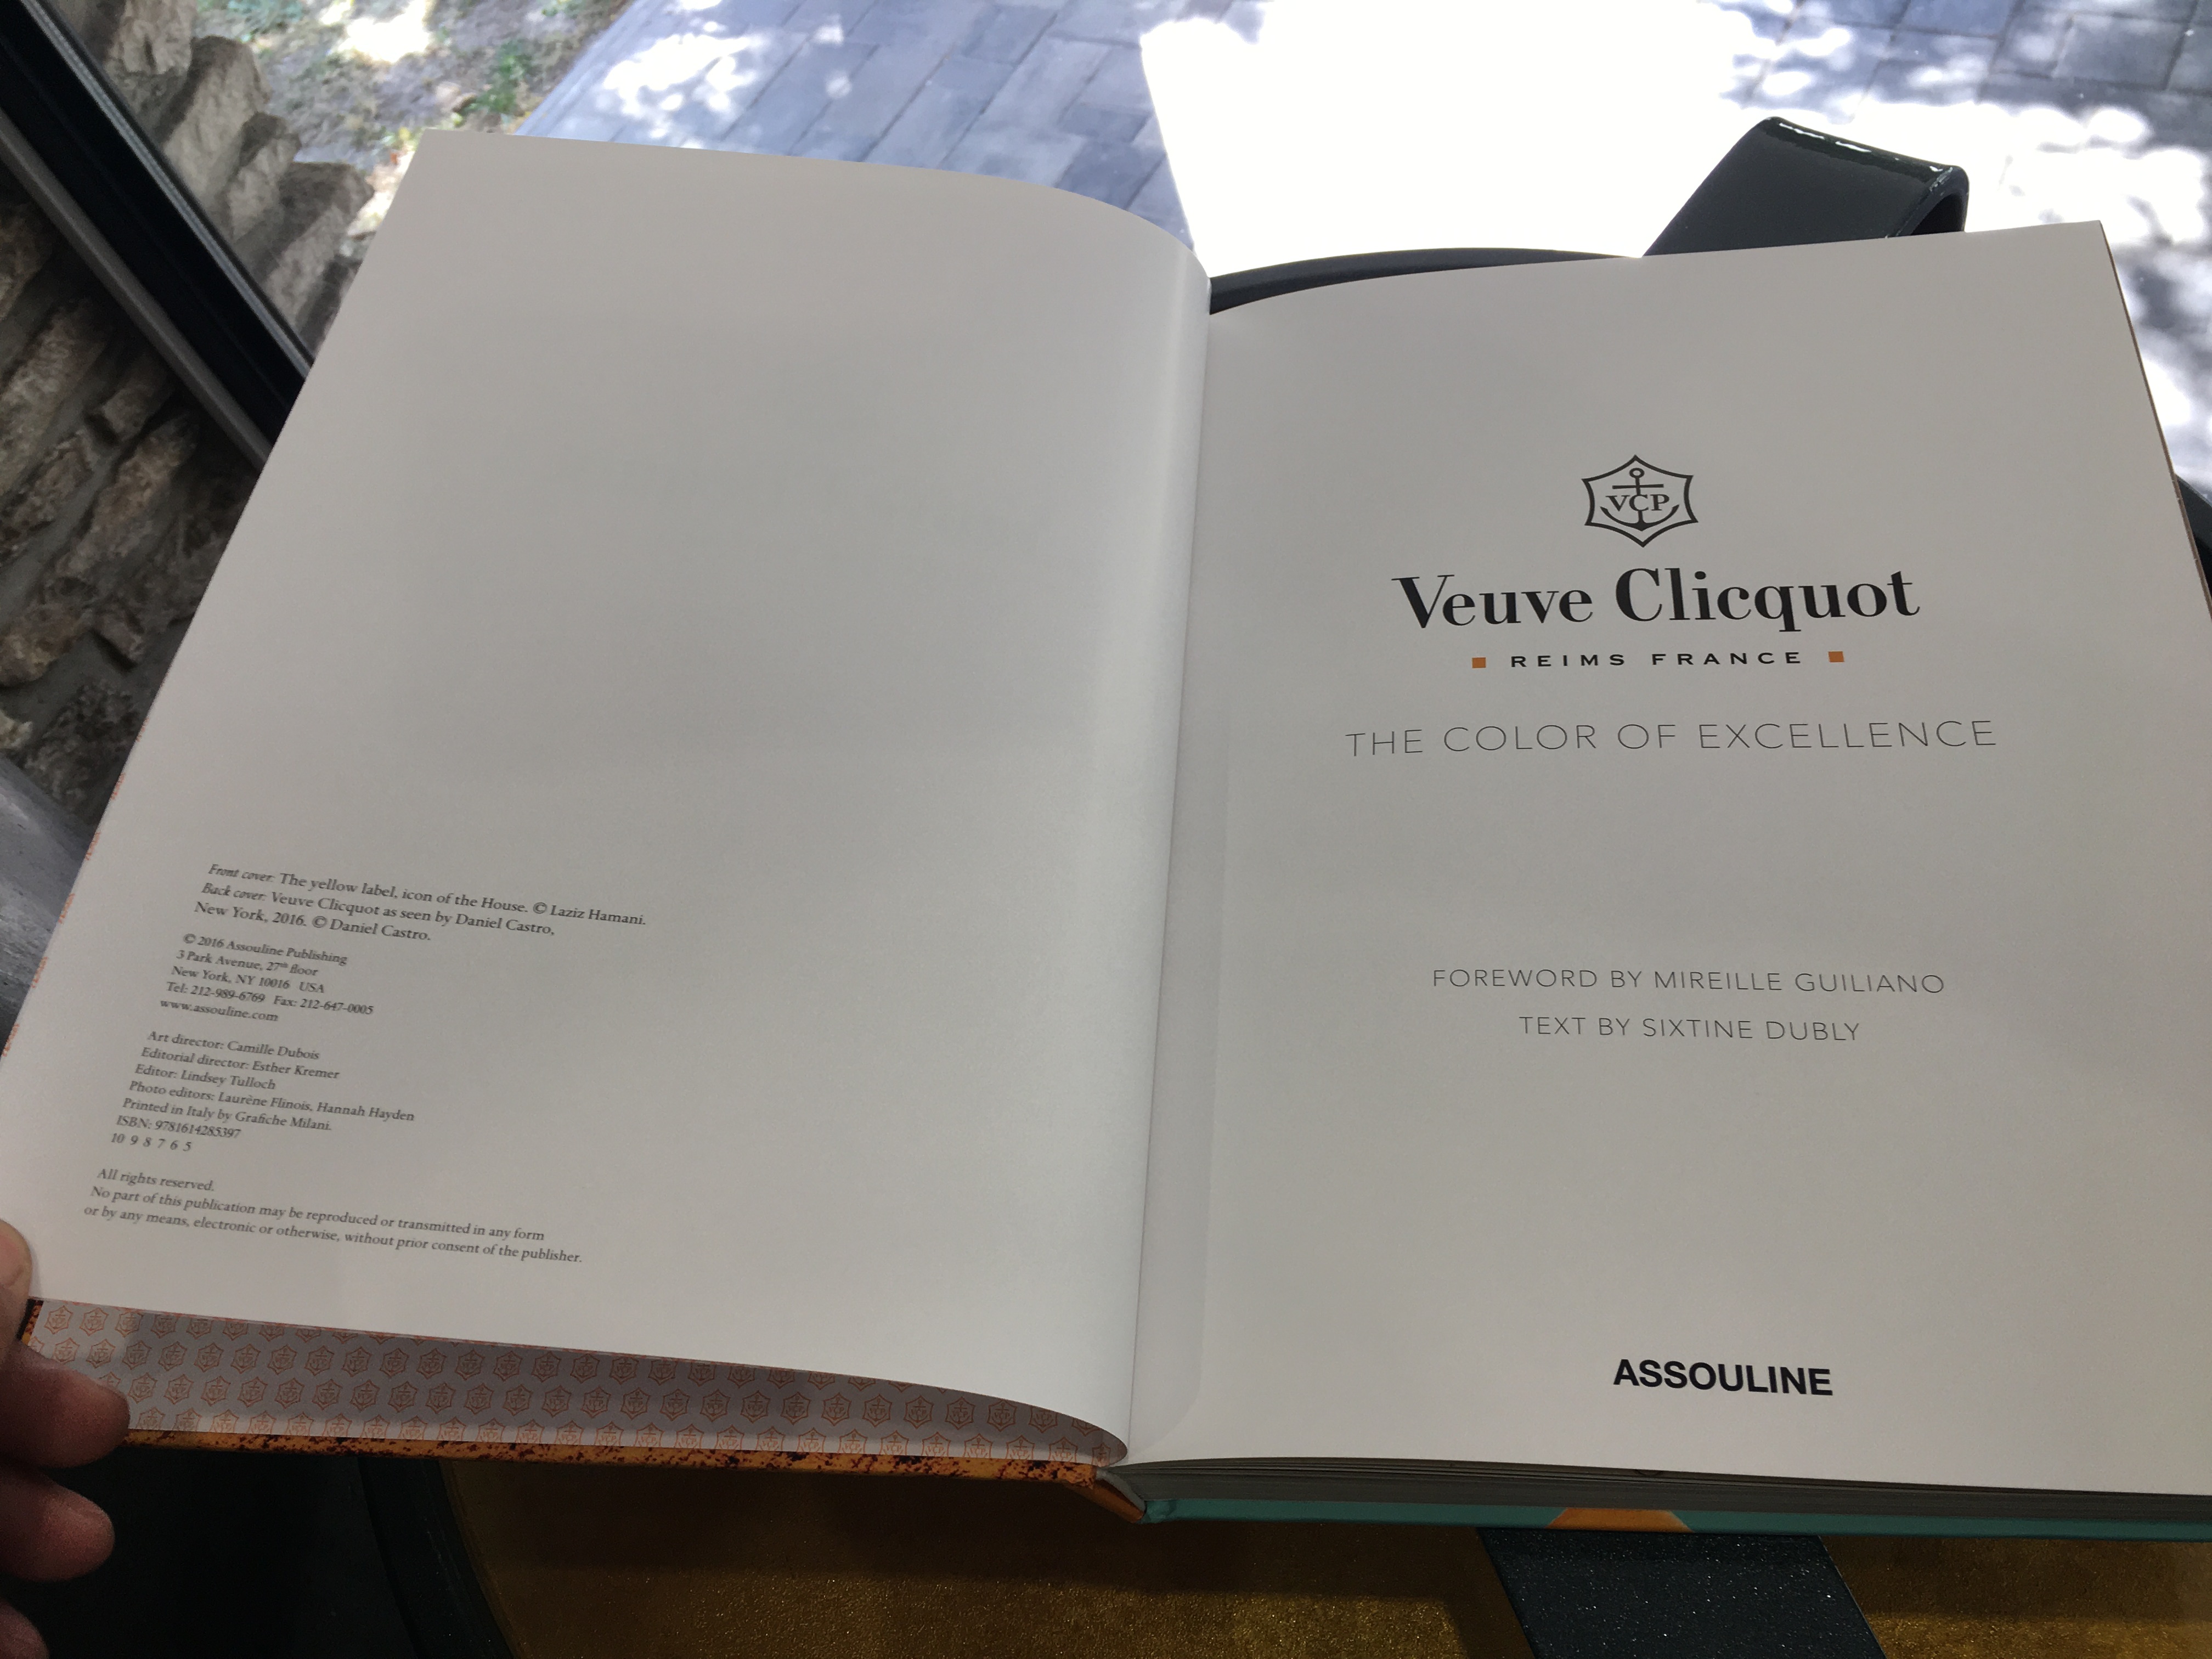 Front cover: The yellow label, icon of the House. © Laziz Hamani.
Back cover: Veuve Clicquot as seen by Daniel Castro,
New York, 2016. © Daniel Castro.
© 2016 Assouline Publishing
3 Park Avenue, 27th floor
New York, NY 10016 USA
Tel: 212-989-6769 Fax: 212-647-0005
www.assouline.com
Art director: Camille Dubois
Editorial director: Esther Kremer
Editor: Lindsey Tulloch
Photo editors: Laurène Flinois, Hannah Hayden
Printed in Italy by Grafiche Milani.
ISBN: 9781614285397
10 9 8 7 6 5
All rights reserved.
No part of this publication may be reproduced or transmitted in any form
or by any means, electronic or otherwise, without prior consent of the publisher.
VCP
Veuve Clicquot
REIMS FRANCE
THE COLOR OF EXCELLENCE
FOREWORD BY MIREILLE GUILIANO
TEXT BY SIXTINE DUBLY
ASSOULINE